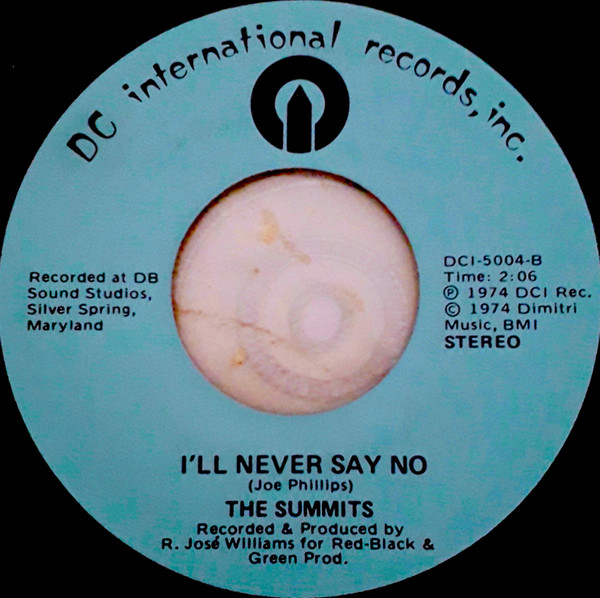 DC international records, inc.
Recorded at DB
Sound Studios,
Silver Spring,
Maryland
DCI-5004-B
Time: 2:06
Ⓟ 1974 DCI Rec.
© 1974 Dimitri
Music, BMI
STEREO
I'LL NEVER SAY NO
(Joe Phillips)
THE SUMMITS
Recorded & Produced by
R. José Williams for Red-Black &
Green Prod.